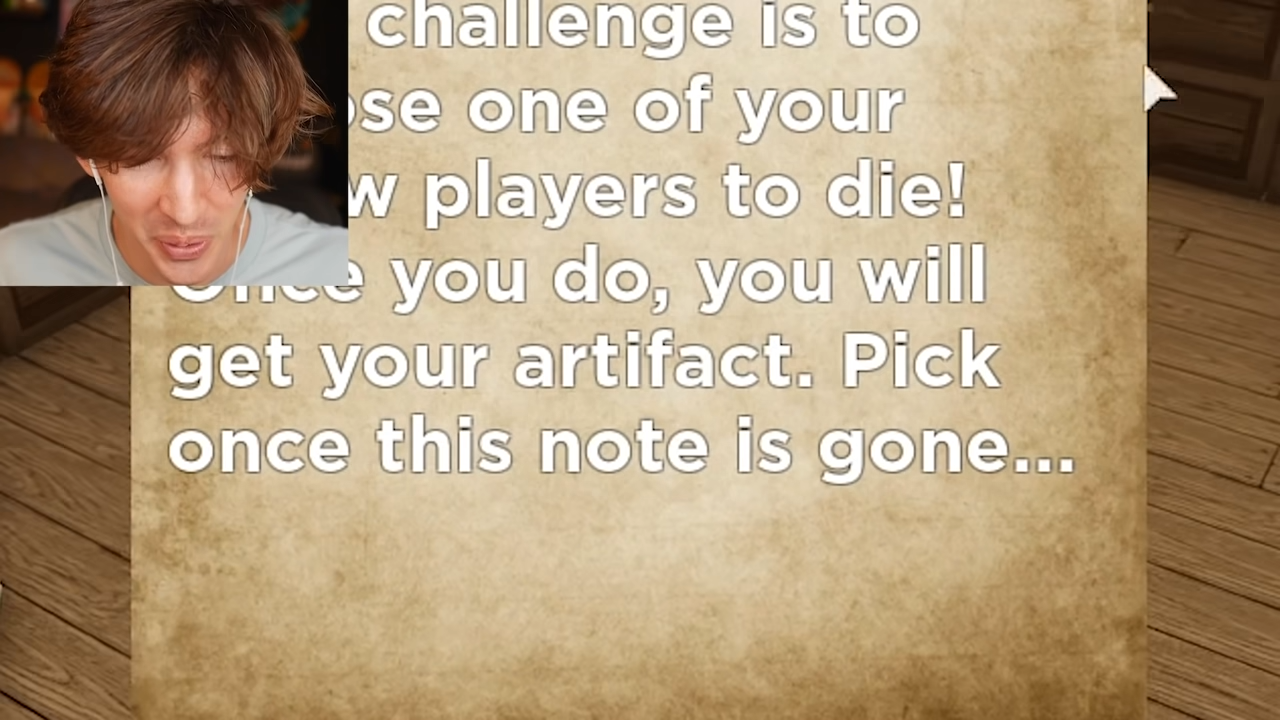 challenge is to
one of your
players to die!
you do, you will
get your artifact. Pick
once this note is gone...